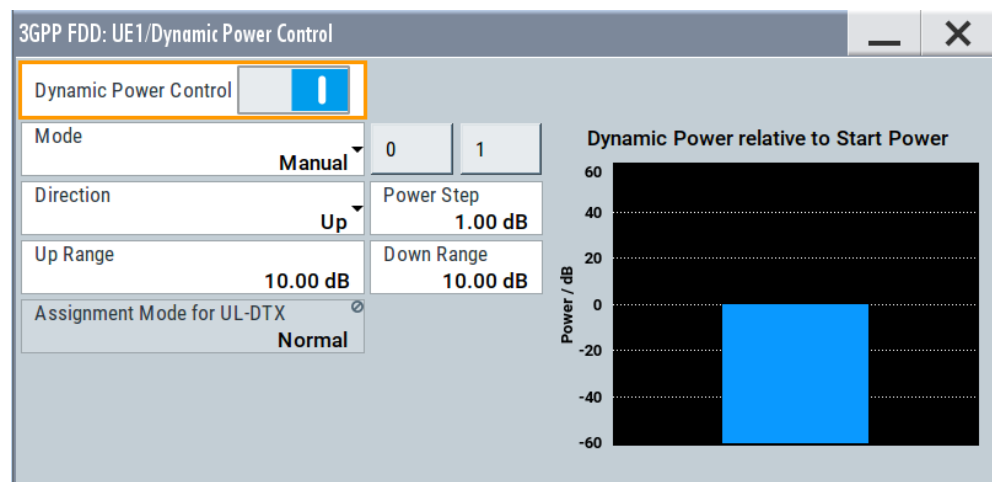 3GPP FDD: UE1/Dynamic Power Control
Dynamic Power Control
Mode
Manual
0
1
Direction
Up
Power Step
1.00 dB
Up Range
10.00 dB
Down Range
10.00 dB
Assignment Mode for UL-DTX
Normal
Dynamic Power relative to Start Power
Power / dB
60
40
20
0
-20
-40
-60